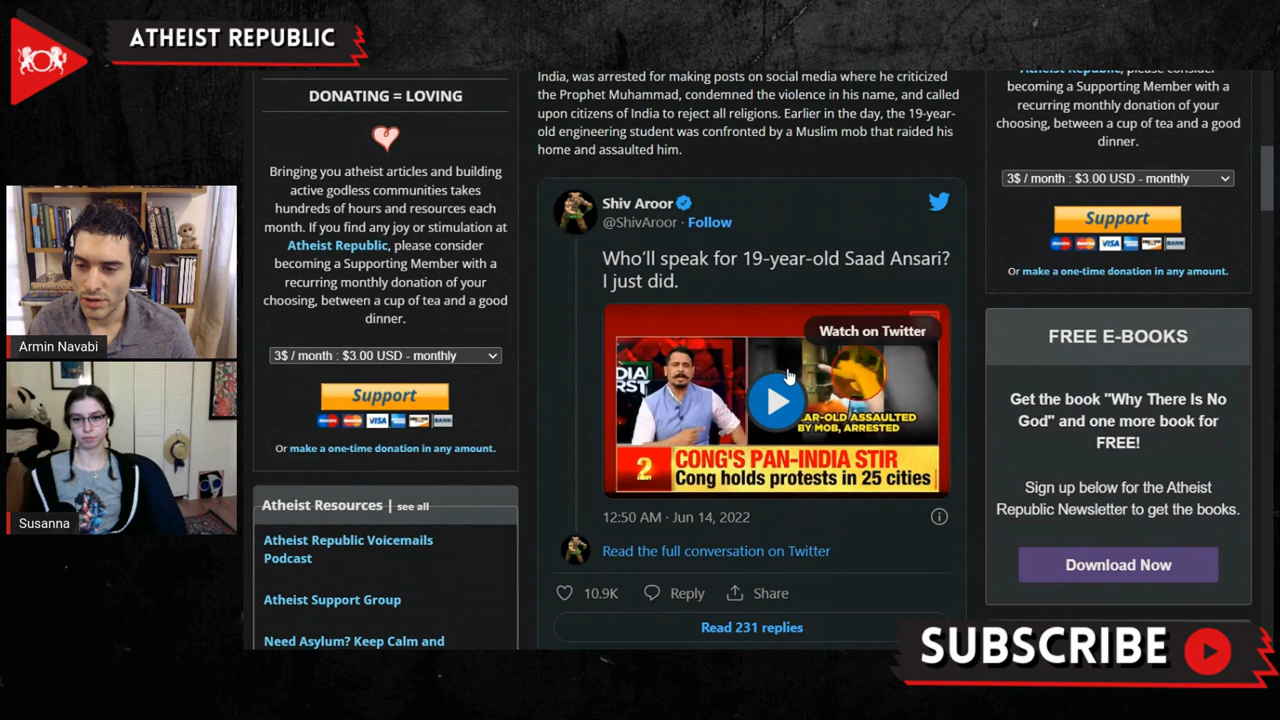 ATHEIST REPUBLIC
Armin Navabi
Susanna
DONATING = LOVING
Bringing you atheist articles and building
active godless communities takes
hundreds of hours and resources each
month. If you find any joy or stimulation at
Atheist Republic, please consider
becoming a Supporting Member with a
recurring monthly donation of your
choosing, between a cup of tea and a good
dinner.
3$ / month : $3.00 USD - monthly
Support
VISA
BANK
Or make a one-time donation in any amount.
Atheist Resources | see all
Atheist Republic Voicemails
Podcast
Atheist Support Group
Need Asylum? Keep Calm and
India, was arrested for making posts on social media where he criticized
the Prophet Muhammad, condemned the violence in his name, and called
upon citizens of India to reject all religions. Earlier in the day, the 19-year-
old engineering student was confronted by a Muslim mob that raided his
home and assaulted him.
Shiv Aroor
@ShivAroor · Follow
Who'll speak for 19-year-old Saad Ansari?
I just did.
Watch on Twitter
DIA
RST
AR-OLD ASSAULTED
BY MOB, ARRESTED
2
CONG'S PAN-INDIA STIR
Cong holds protests in 25 cities
12:50 AM · Jun 14, 2022
Read the full conversation on Twitter
10.9K
Reply
Share
Read 231 replies
Atheist Republic, please consider
becoming a Supporting Member with a
recurring monthly donation of your
choosing, between a cup of tea and a good
dinner.
3$ / month : $3.00 USD - monthly
Support
VISA
BANK
Or make a one-time donation in any amount.
FREE E-BOOKS
Get the book "Why There Is No
God" and one more book for
FREE!
Sign up below for the Atheist
Republic Newsletter to get the books.
Download Now
SUBSCRIBE